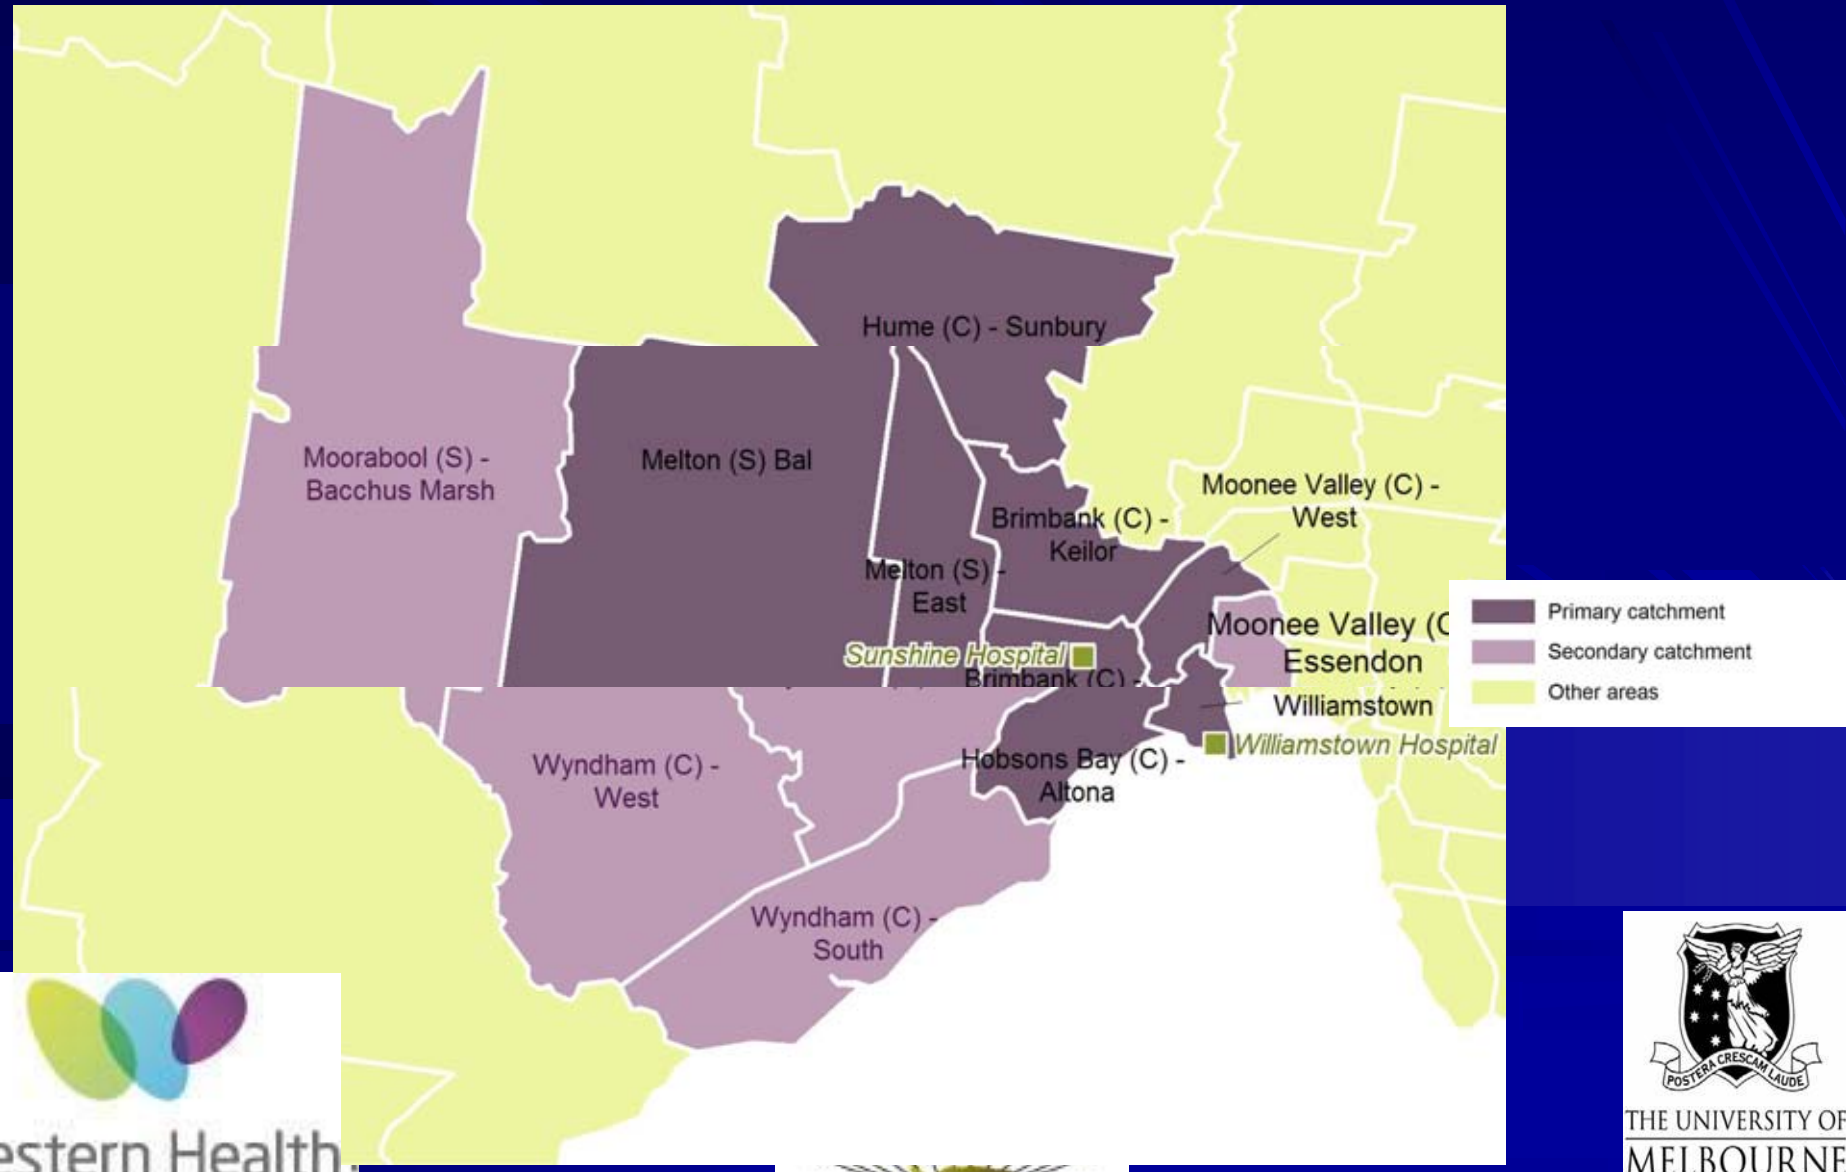 Hume (C) - Sunbury
Moorabool (S) -
Bacchus Marsh
Melton (S) Bal
Moonee Valley (C) -
West
Brimbank (C) -
Keilor
Melton (S) -
East
Moonee Valley (C
Essendon
Sunshine Hospital
Brimbank (C) -
Primary catchment
Secondary catchment
Other areas
Williamstown
Williamstown Hospital
Wyndham (C) -
West
Hobsons Bay (C) -
Altona
Wyndham (C) -
South
estern Health
POSTERA CRESCAM LAUDE
THE UNIVERSITY OF
MELBOURNE